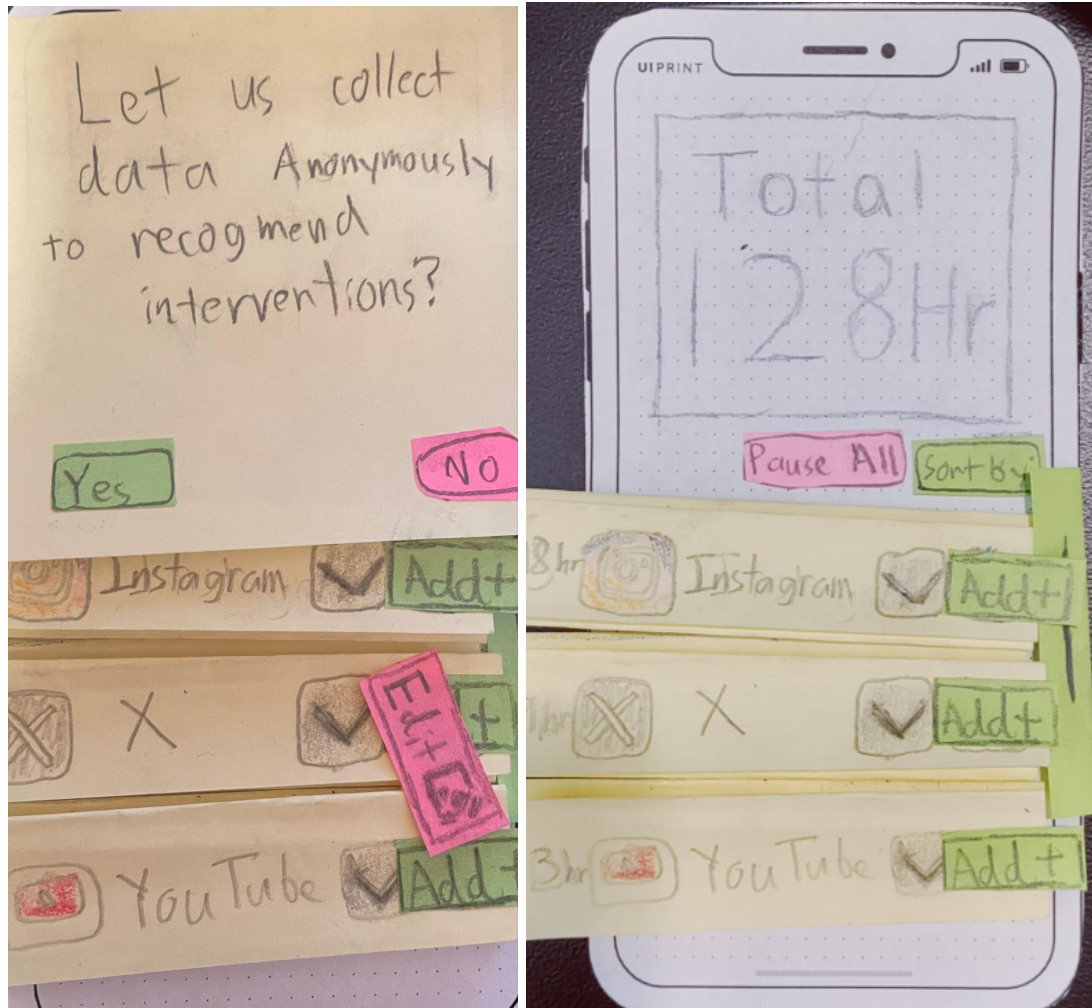 Let us collect
data Anonymously
to recogmend
interventions?
Yes
No
Instagram
Add+
X
X
Edit
+
YouTube
Add+
UIPRINT
Total
128Hr
Pause All
Sort by
8hr
Instagram
Add+
1hr
X
X
Add+
3hr
YouTube
Add+